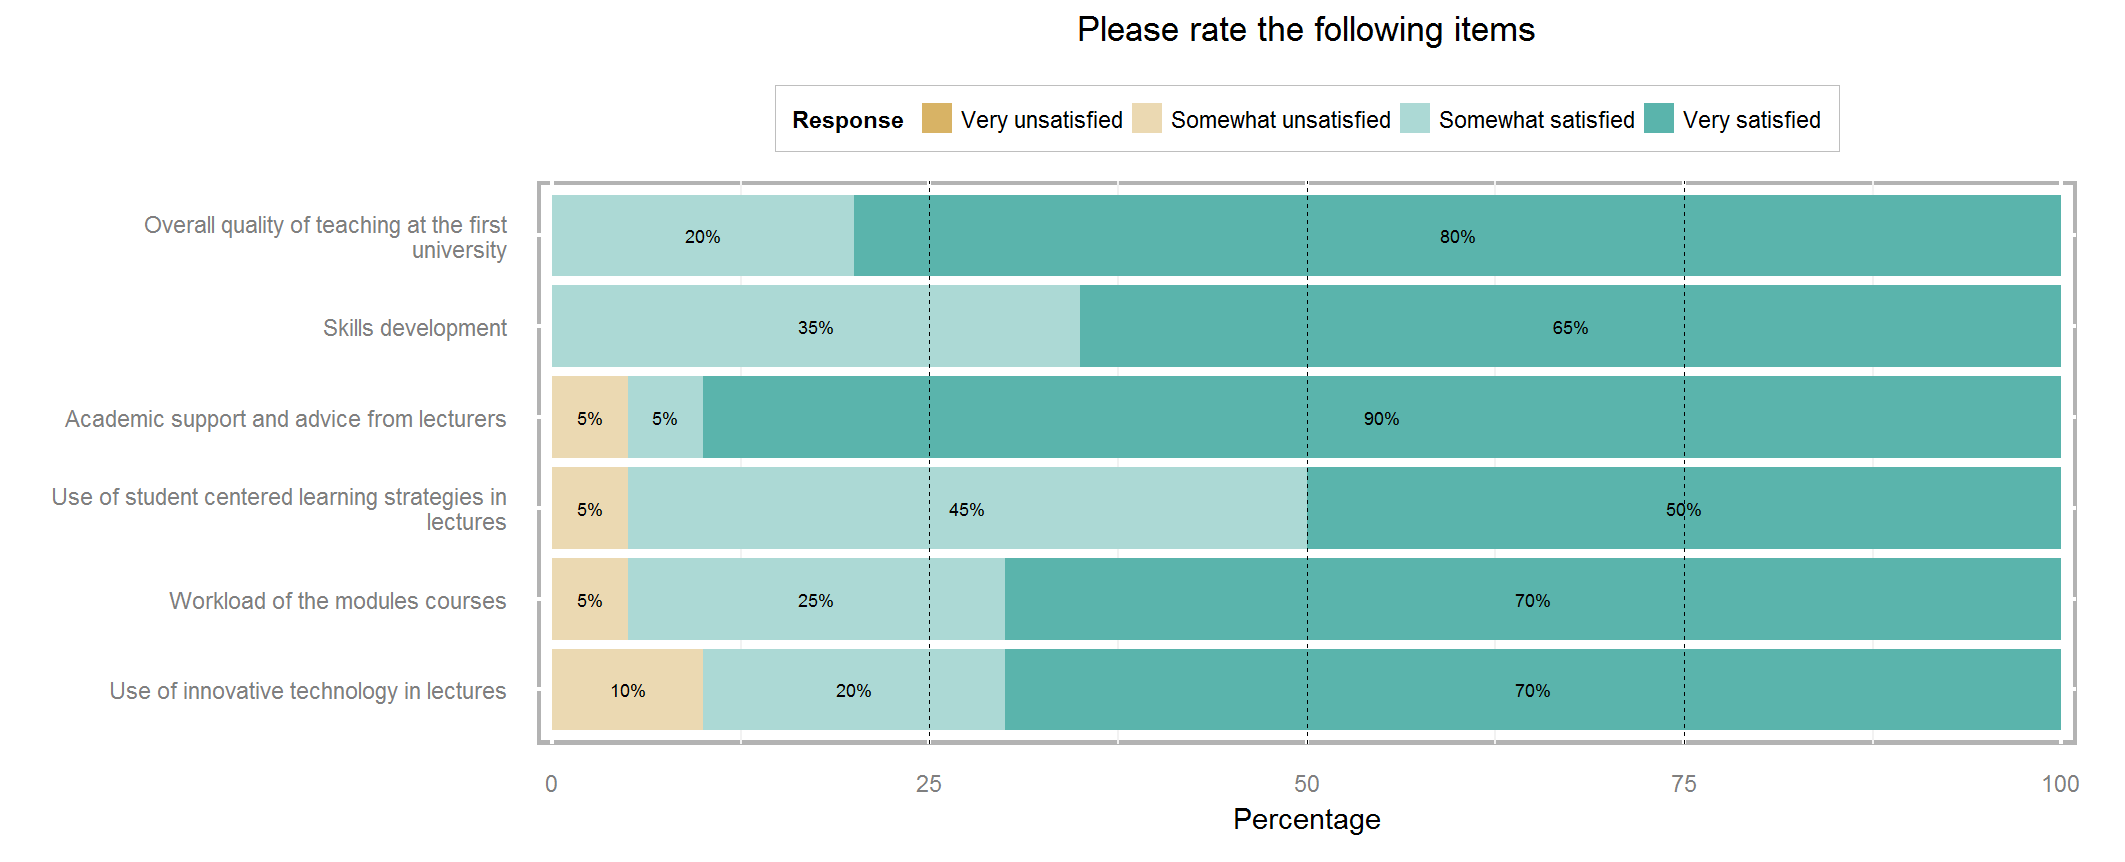 Please rate the following items
Response Very unsatisfied Somewhat unsatisfied Somewhat satisfied Very satisfied
Overall quality of teaching at the first
university
20% 80%
Skills development 35% 65%
Academic support and advice from lecturers 5% 5% 90%
Use of student centered learning strategies in
lectures
5% 45% 50%
Workload of the modules courses 5% 25% 70%
Use of innovative technology in lectures 10% 20% 70%
0 25 50 75 100
Percentage